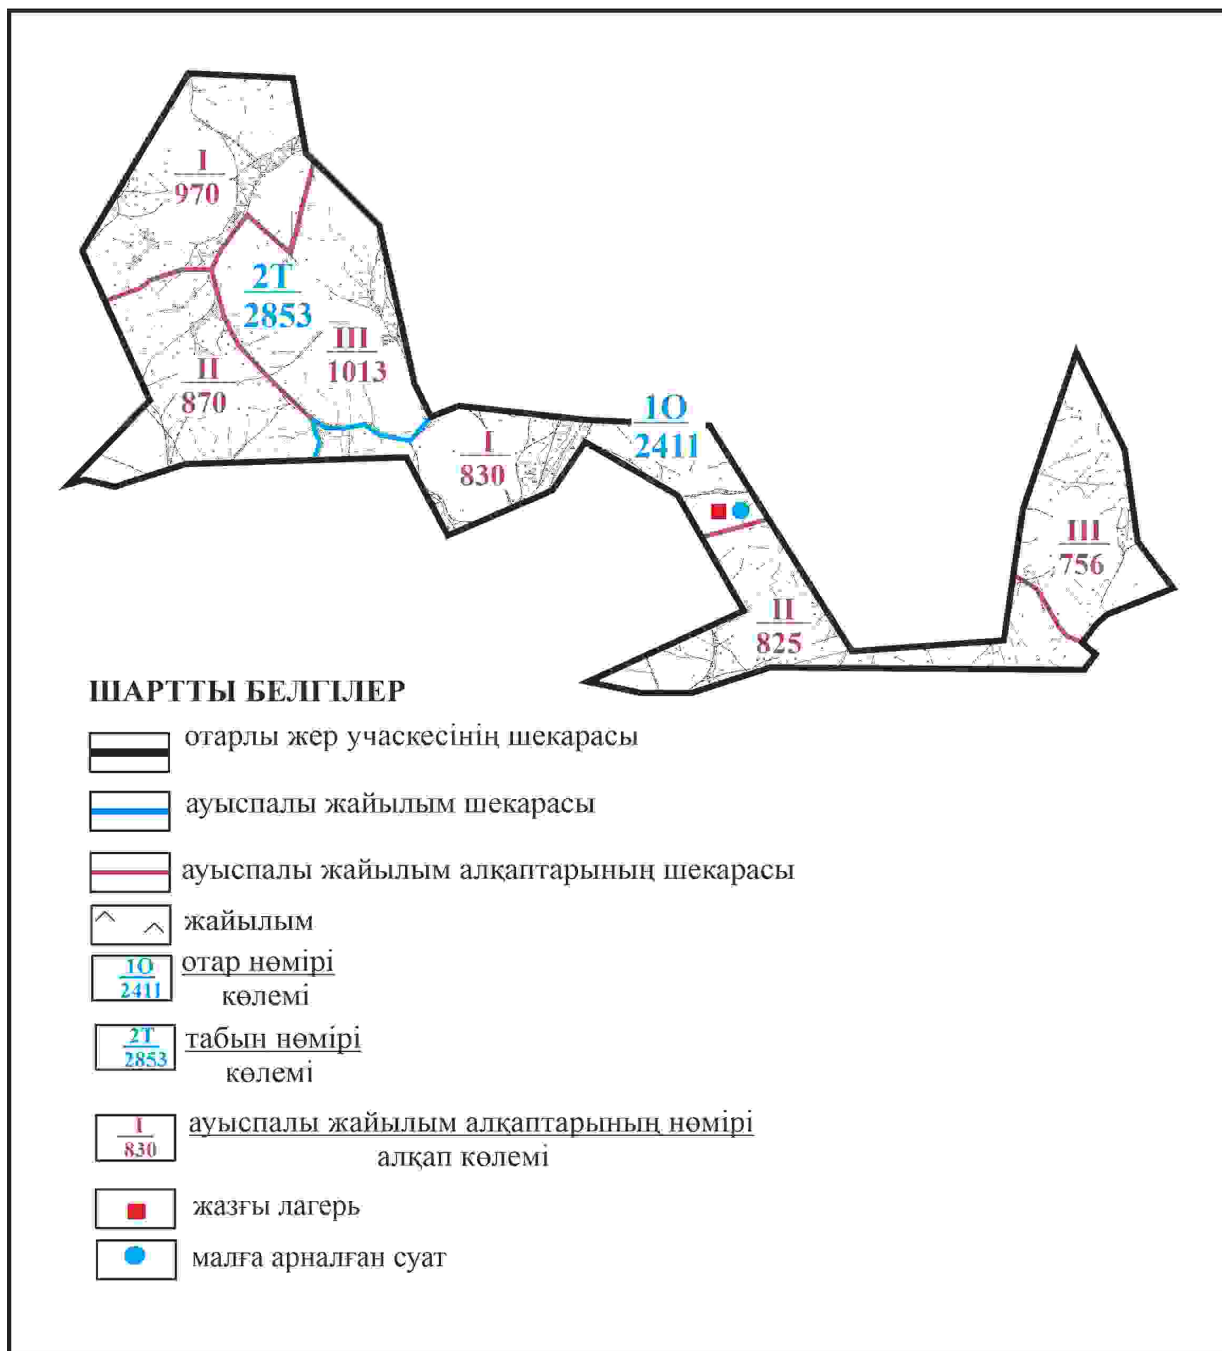 I
970
2Т
2853
III
1013
II
870
I
830
1О
2411
III
756
II
825
ШАРТТЫ БЕЛГІЛЕР
отарлы жер учаскесінің шекарасы
ауыспалы жайылым шекарасы
ауыспалы жайылым алқаптарының шекарасы
жайылым
1О
2411
отар нөмірі
көлемі
2Т
2853
табын нөмірі
көлемі
I
830
ауыспалы жайылым алқаптарының нөмірі
алқап көлемі
жазғы лагерь
малға арналған суат